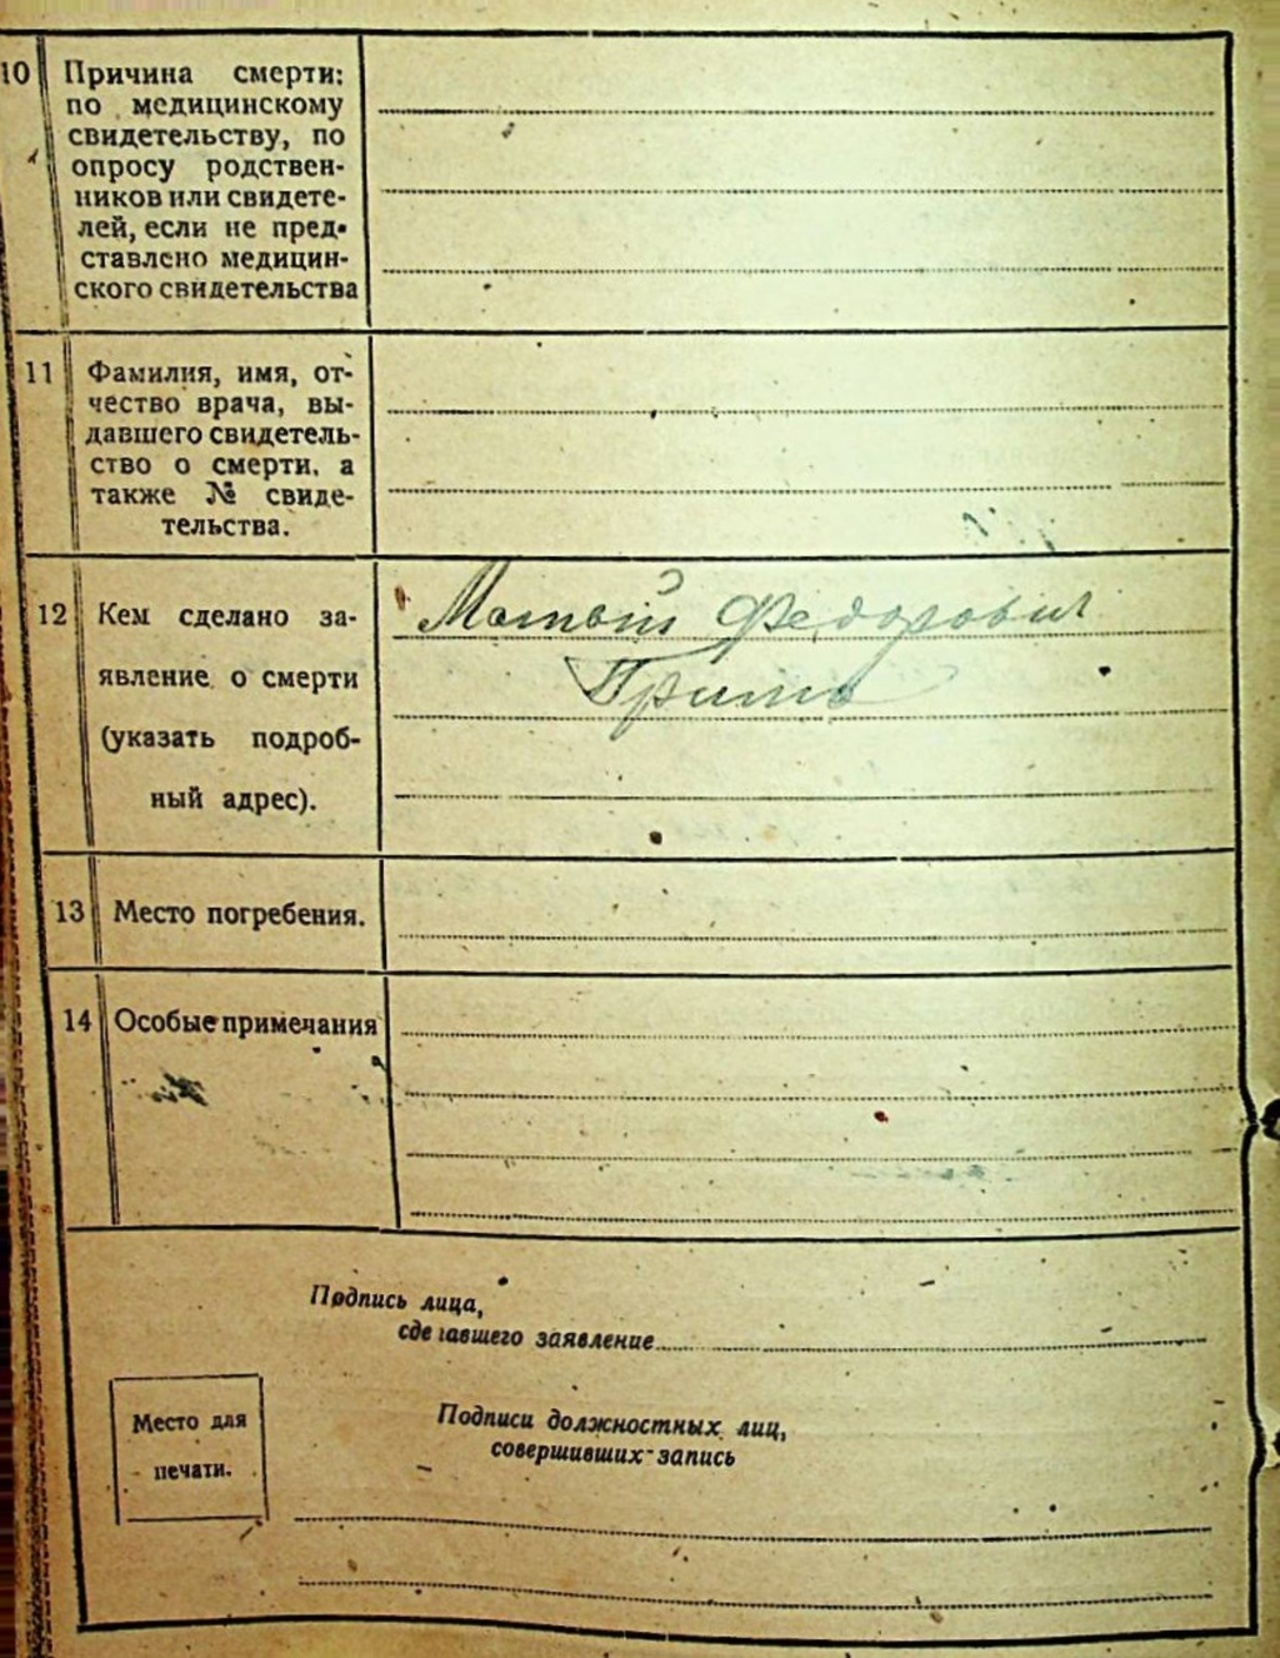 10 Причина смерти:
по медицинскому
свидетельству, по
опросу родствен-
ников или свидете-
лей, если не пред-
ставлено медицин-
ского свидетельства
11 Фамилия, имя, от-
чество врача, вы-
давшего свидетель-
ство о смерти, а
также № свиде-
тельства.
12 Кем сделано за-
явление о смерти
(указать подроб-
ный адрес).
Матвій Федорович
13 Место погребения.
14 Особые примечания
Подпись лица,
сделавшего заявление
Место для
печати.
Подписи должностных лиц,
совершивших запись